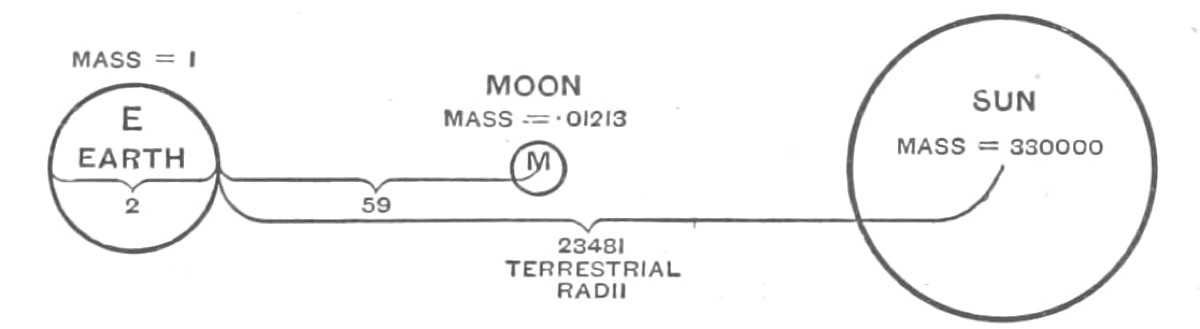 MASS = 1
E
EARTH
2
MOON
MASS = ·01213
M
59
23481
TERRESTRIAL
RADII
SUN
MASS = 330000